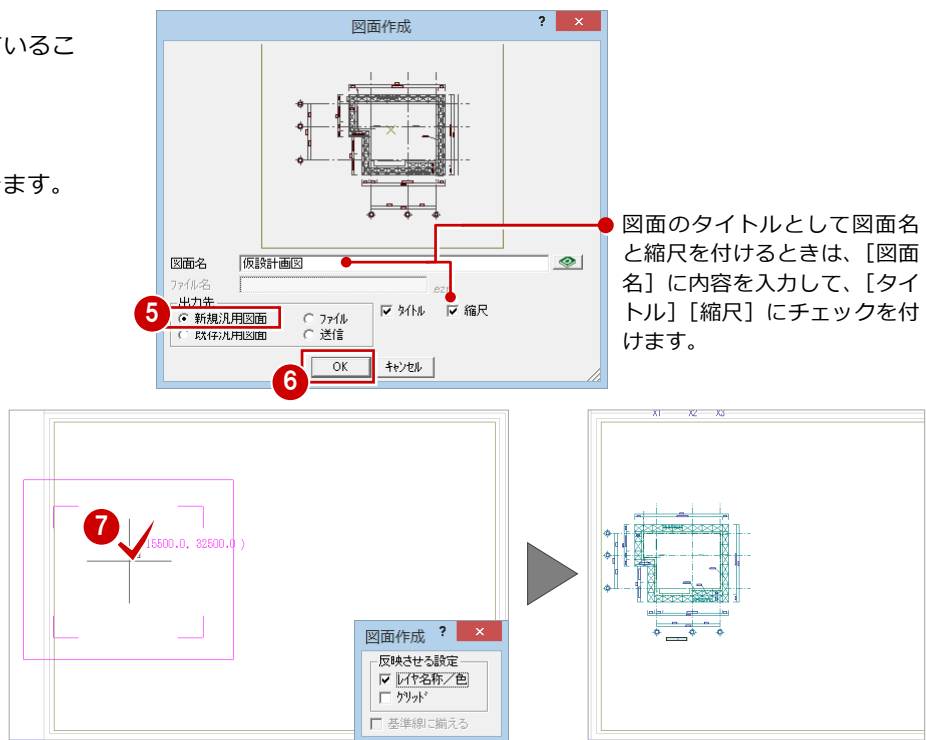 いるこ
ます。
図面作成
?
×
図面名
仮設計画図
ファイル名
ezp
出力先
新規汎用図面
ファイル
既存汎用図面
送信
タイトル
縮尺
OK
キャンセル
5
6
図面のタイトルとして図面名
と縮尺を付けるときは、［図面
名］に内容を入力して、［タイ
トル］［縮尺］にチェックを付
けます。
7
15500.0, 32500.0 )
図面作成
?
×
反映させる設定
レイヤ名称／色
グリッド
基準線に揃える
X1 X2 X3